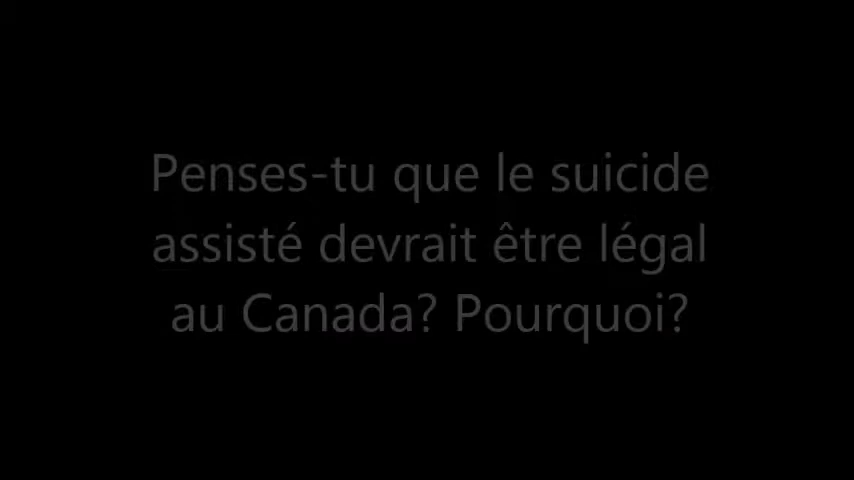 Penses-tu que le suicide
assisté devrait être légal
au Canada? Pourquoi?